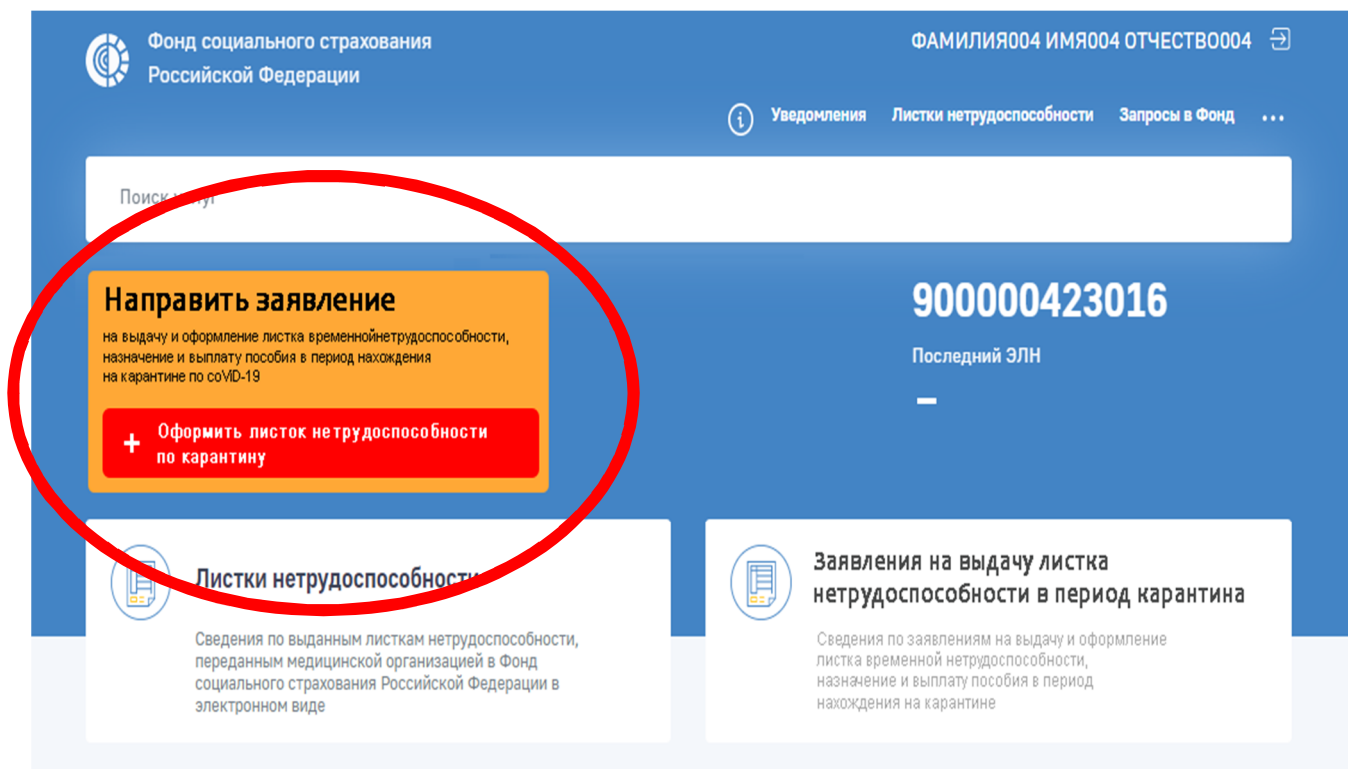 Фонд социального страхования
Российской Федерации
ФАМИЛИЯ004 ИМЯ004 ОТЧЕСТВО004
Уведомления Листки нетрудоспособности Запросы в Фонд ...
Поиск
Направить заявление
на выдачу и оформление листка временнойнетрудоспособности,
назначение и выплату пособия в период нахождения
на карантине по coViD-19
+ Оформить листок нетрудоспособности
по карантину
900000423016
Последний ЭЛН
–
Листки нетрудоспособности
Сведения по выданным листкам нетрудоспособности,
переданным медицинской организацией в Фонд
социального страхования Российской Федерации в
электронном виде
Заявления на выдачу листка
нетрудоспособности в период карантина
Сведения по заявлениям на выдачу и оформление
листка временной нетрудоспособности,
назначение и выплату пособия в период
нахождения на карантине